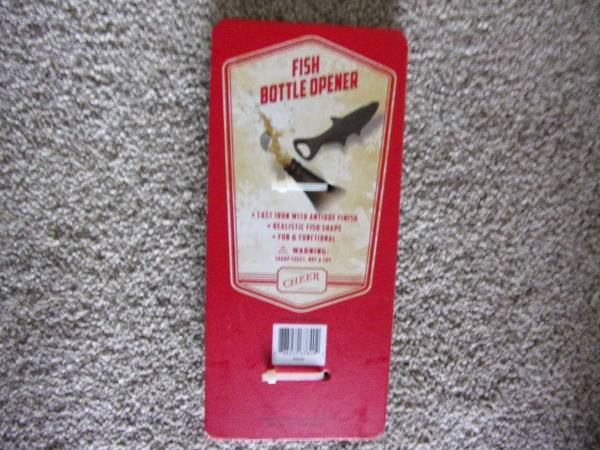 FISH
BOTTLE OPENER
• CAST IRON WITH ANTIQUE FINISH
• REALISTIC FISH SHAPE
• FUN & FUNCTIONAL
⚠ WARNING:
SHARP EDGES. NOT A TOY
CHEER